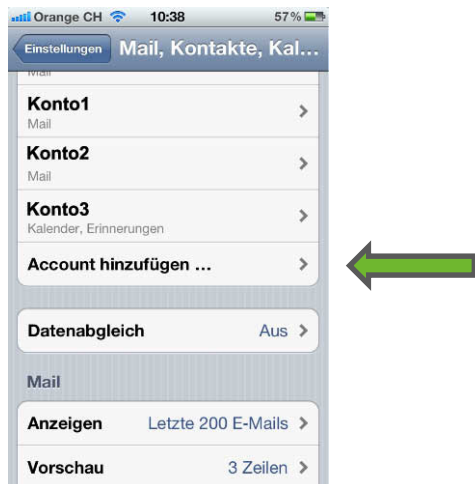 Orange CH 10:38 57%
Einstellungen Mail, Kontakte, Kal...
Mail
Konto1
Mail
Konto2
Mail
Konto3
Kalender, Erinnerungen
Account hinzufügen ...
Datenabgleich Aus
Mail
Anzeigen Letzte 200 E-Mails
Vorschau 3 Zeilen